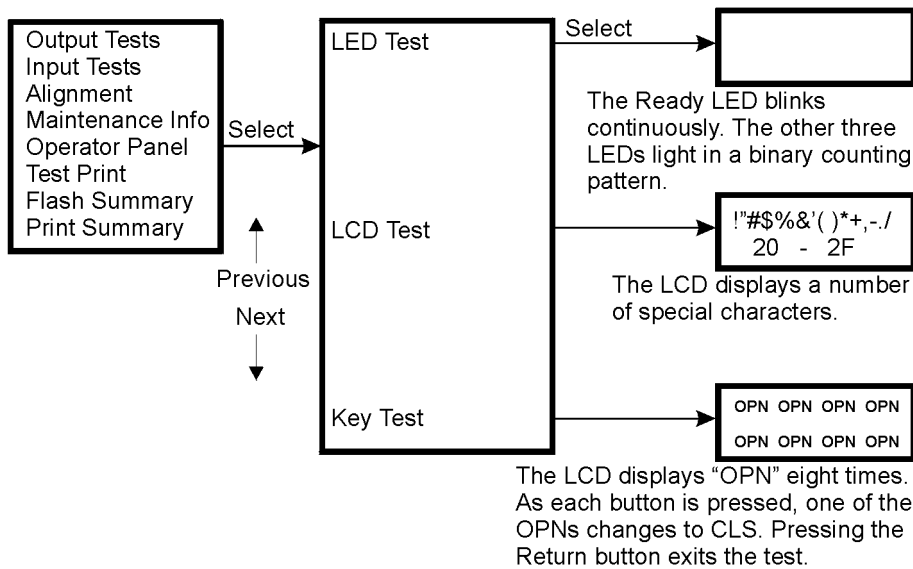 Output Tests
Input Tests
Alignment
Maintenance Info
Operator Panel
Test Print
Flash Summary
Print Summary
Select
Previous
Next
LED Test
LCD Test
Key Test
Select
The Ready LED blinks
continuously. The other three
LEDs light in a binary counting
pattern.
!”#$%&’( )*+,-./
20 - 2F
The LCD displays a number
of special characters.
OPN OPN OPN OPN
OPN OPN OPN OPN
The LCD displays “OPN” eight times.
As each button is pressed, one of the
OPNs changes to CLS. Pressing the
Return button exits the test.